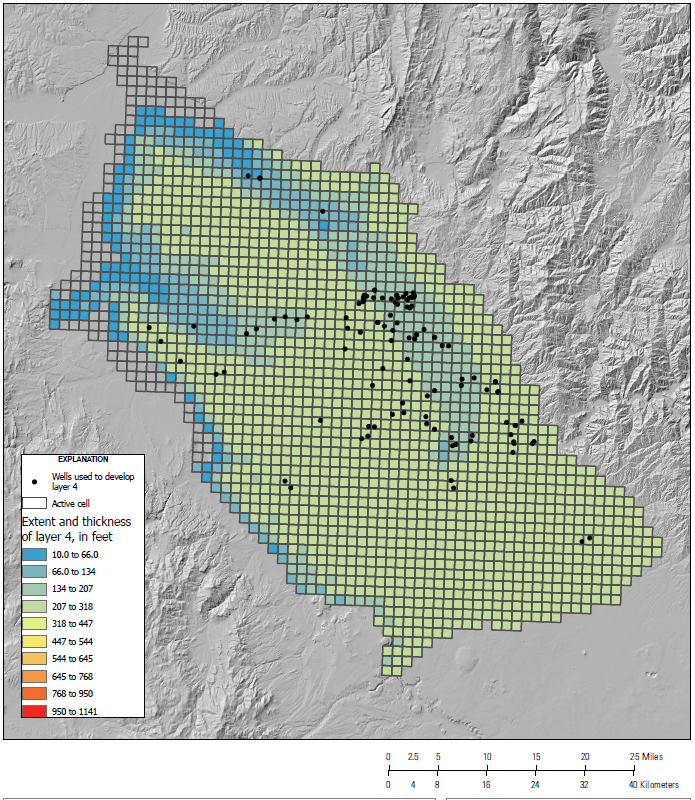 EXPLANATION
Wells used to develop
layer 4
Active cell
Extent and thickness
of layer 4, in feet
10.0 to 66.0
66.0 to 134
134 to 207
207 to 318
318 to 447
447 to 544
544 to 645
645 to 768
768 to 950
950 to 1141
0 2.5 5 10 15 20 25 Miles
0 4 8 16 24 32 40 Kilometers